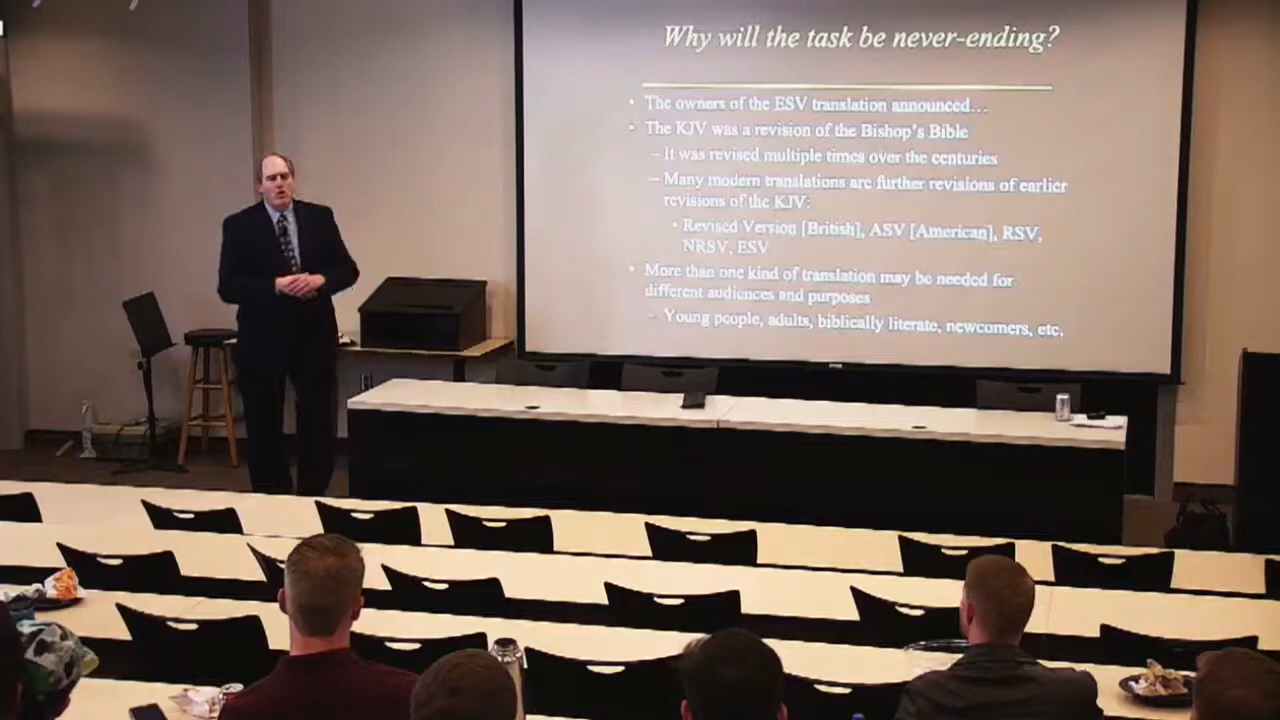 Why will the task be never-ending?
• The owners of the ESV translation announced...
• The KJV was a revision of the Bishop's Bible
– It was revised multiple times over the centuries
– Many modern translations are further revisions of earlier
revisions of the KJV:
• Revised Version [British], ASV [American], RSV,
NRSV, ESV
• More than one kind of translation may be needed for
different audiences and purposes
– Young people, adults, biblically literate, newcomers, etc.